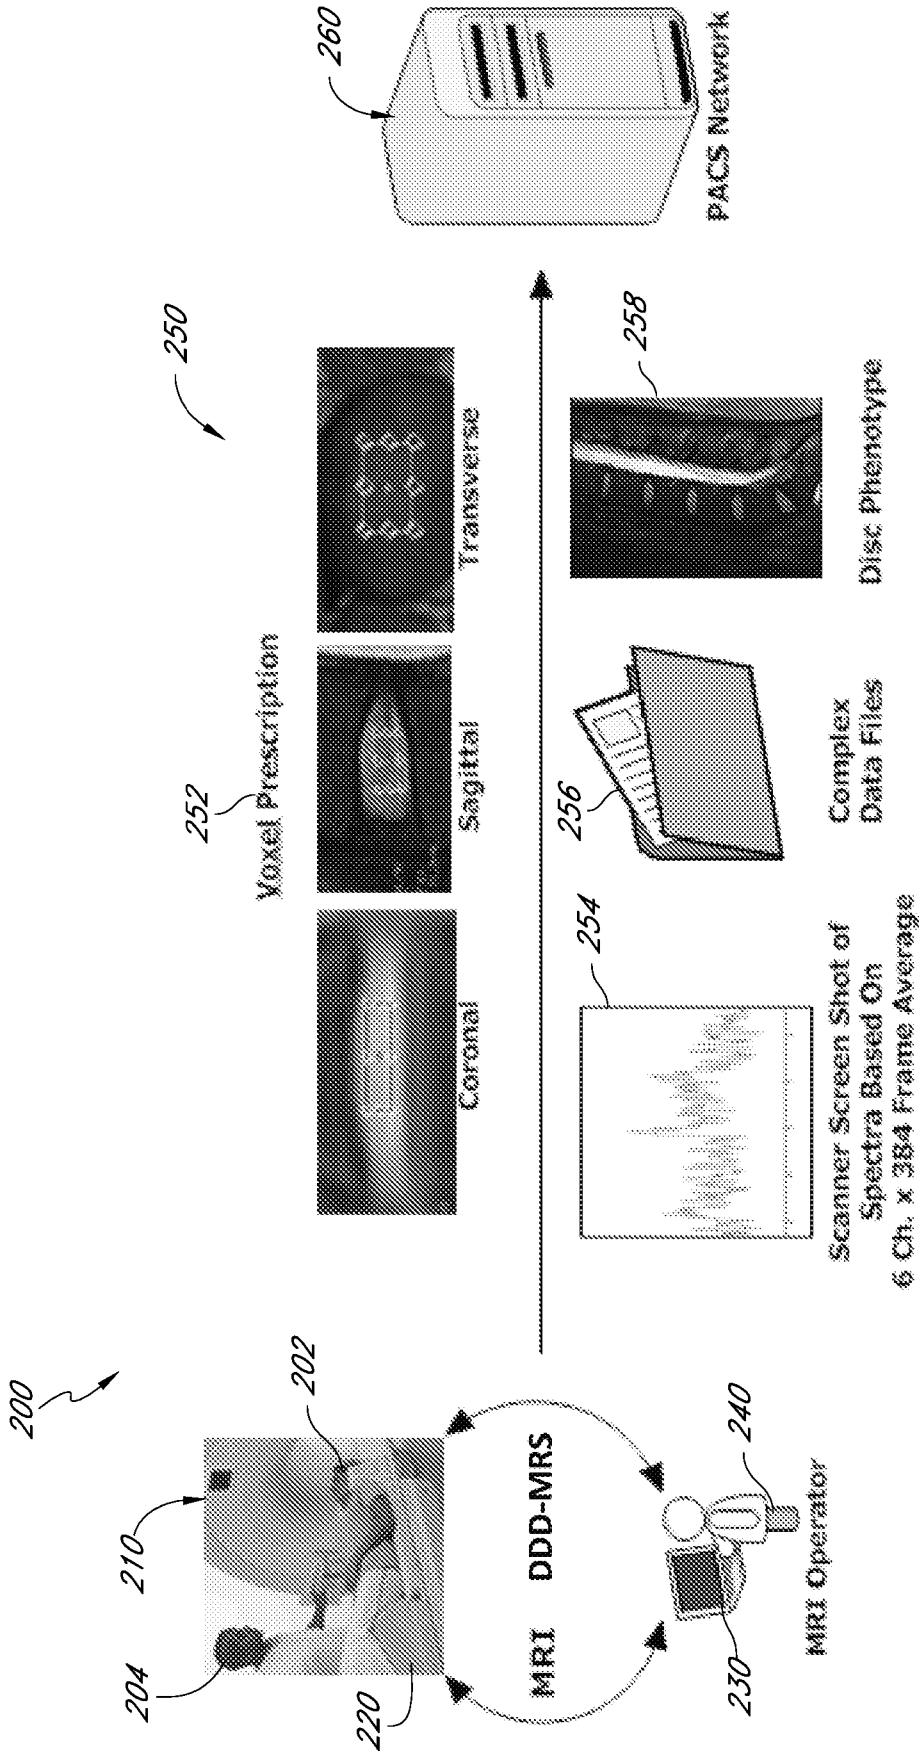 200
210
204
202
220
MRI DDD-MRS
230
240
MRI Operator
250
252
Voxel Prescription
Coronal
Sagittal
Transverse
254
Scanner Screen Shot of
Spectra Based On
6 Ch. x 384 Frame Average
256
Complex
Data Files
258
Disc Phenotype
260
PACS Network